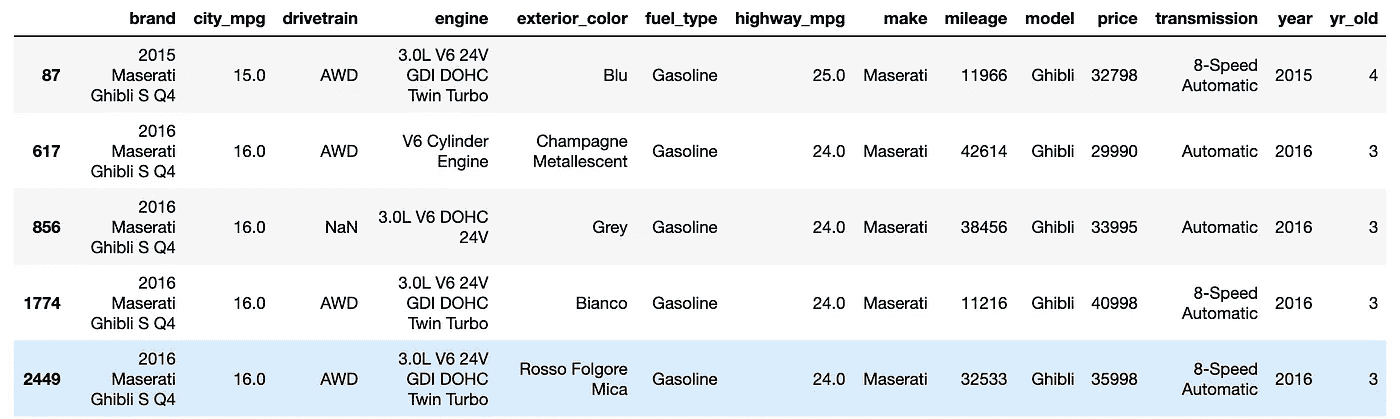 brand city_mpg drivetrain engine exterior_color fuel_type highway_mpg make mileage model price transmission year yr_old
87 2015 Maserati Ghibli S Q4 15.0 AWD 3.0L V6 24V GDI DOHC Twin Turbo Blu Gasoline 25.0 Maserati 11966 Ghibli 32798 8-Speed Automatic 2015 4
617 2016 Maserati Ghibli S Q4 16.0 AWD V6 Cylinder Engine Champagne Metallescent Gasoline 24.0 Maserati 42614 Ghibli 29990 Automatic 2016 3
856 2016 Maserati Ghibli S Q4 16.0 NaN 3.0L V6 DOHC 24V Grey Gasoline 24.0 Maserati 38456 Ghibli 33995 Automatic 2016 3
1774 2016 Maserati Ghibli S Q4 16.0 AWD 3.0L V6 24V GDI DOHC Twin Turbo Bianco Gasoline 24.0 Maserati 11216 Ghibli 40998 8-Speed Automatic 2016 3
2449 2016 Maserati Ghibli S Q4 16.0 AWD 3.0L V6 24V GDI DOHC Twin Turbo Rosso Folgore Mica Gasoline 24.0 Maserati 32533 Ghibli 35998 8-Speed Automatic 2016 3